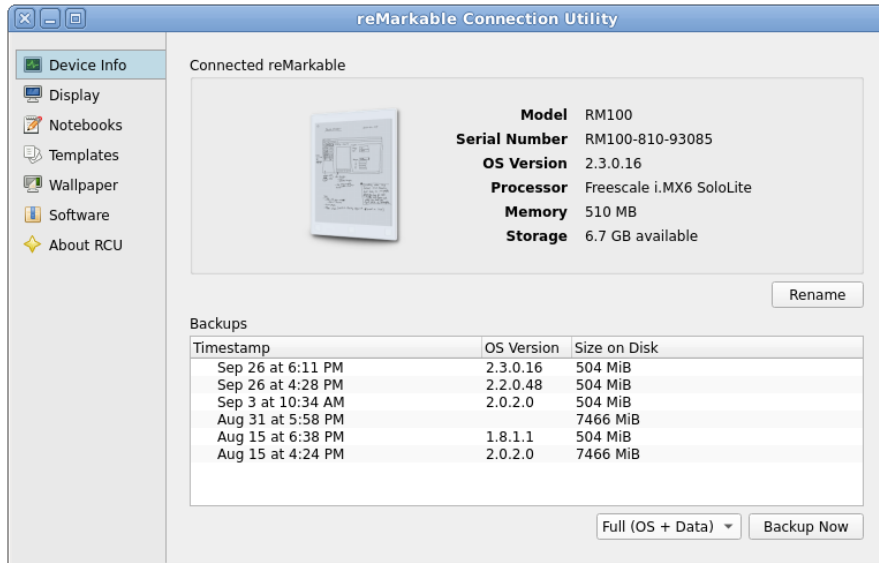 reMarkable Connection Utility
Device Info
Display
Notebooks
Templates
Wallpaper
Software
About RCU
Connected reMarkable
Model RM100
Serial Number RM100-810-93085
OS Version 2.3.0.16
Processor Freescale i.MX6 SoloLite
Memory 510 MB
Storage 6.7 GB available
Rename
Backups
Timestamp OS Version Size on Disk
Sep 26 at 6:11 PM 2.3.0.16 504 MiB
Sep 26 at 4:28 PM 2.2.0.48 504 MiB
Sep 3 at 10:34 AM 2.0.2.0 504 MiB
Aug 31 at 5:58 PM 7466 MiB
Aug 15 at 6:38 PM 1.8.1.1 504 MiB
Aug 15 at 4:24 PM 2.0.2.0 7466 MiB
Full (OS + Data) Backup Now